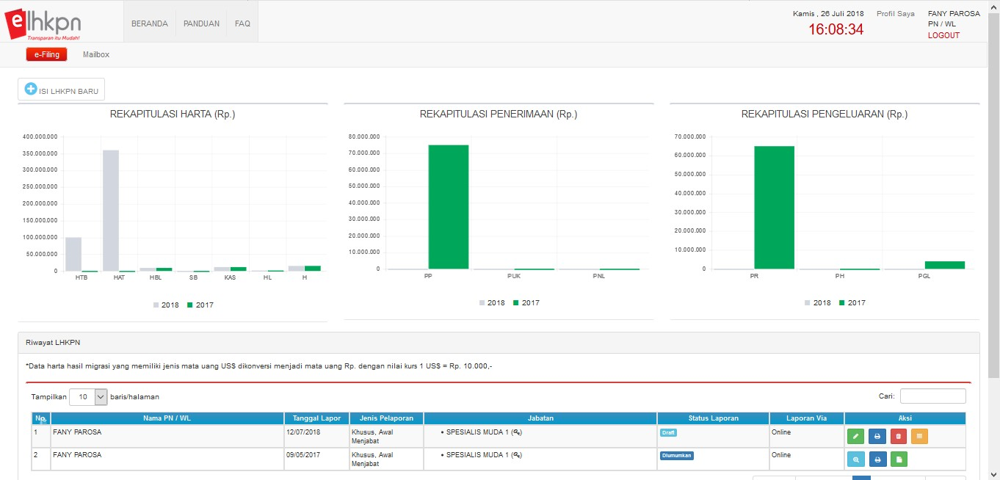 elhkpn
Transparan itu Mudah!
BERANDA PANDUAN FAQ
Kamis , 26 Juli 2018 Profil Saya FANY PAROSA
16:08:34 PN / WL
LOGOUT
e-Filing Mailbox
ISI LHKPN BARU
REKAPITULASI HARTA (Rp.)
400.000.000
350.000.000
300.000.000
250.000.000
200.000.000
150.000.000
100.000.000
50.000.000
0
HTB HAT HBL SB KAS HL H
2018 2017
REKAPITULASI PENERIMAAN (Rp.)
80.000.000
70.000.000
60.000.000
50.000.000
40.000.000
30.000.000
20.000.000
10.000.000
0
PP PUK PNL
2018 2017
REKAPITULASI PENGELUARAN (Rp.)
70.000.000
60.000.000
50.000.000
40.000.000
30.000.000
20.000.000
10.000.000
0
PR PH PGL
2018 2017
Riwayat LHKPN
*Data harta hasil migrasi yang memiliki jenis mata uang US$ dikonversi menjadi mata uang Rp. dengan nilai kurs 1 US$ = Rp. 10.000,-
Tampilkan 10 baris/halaman Cari:
No. Nama PN / WL Tanggal Lapor Jenis Pelaporan Jabatan Status Laporan Laporan Via Aksi
1 FANY PAROSA 12/07/2018 Khusus, Awal • SPESIALIS MUDA 1 () Draft Online
Menjabat
2 FANY PAROSA 09/05/2017 Khusus, Awal • SPESIALIS MUDA 1 () Diumumkan Online
Menjabat